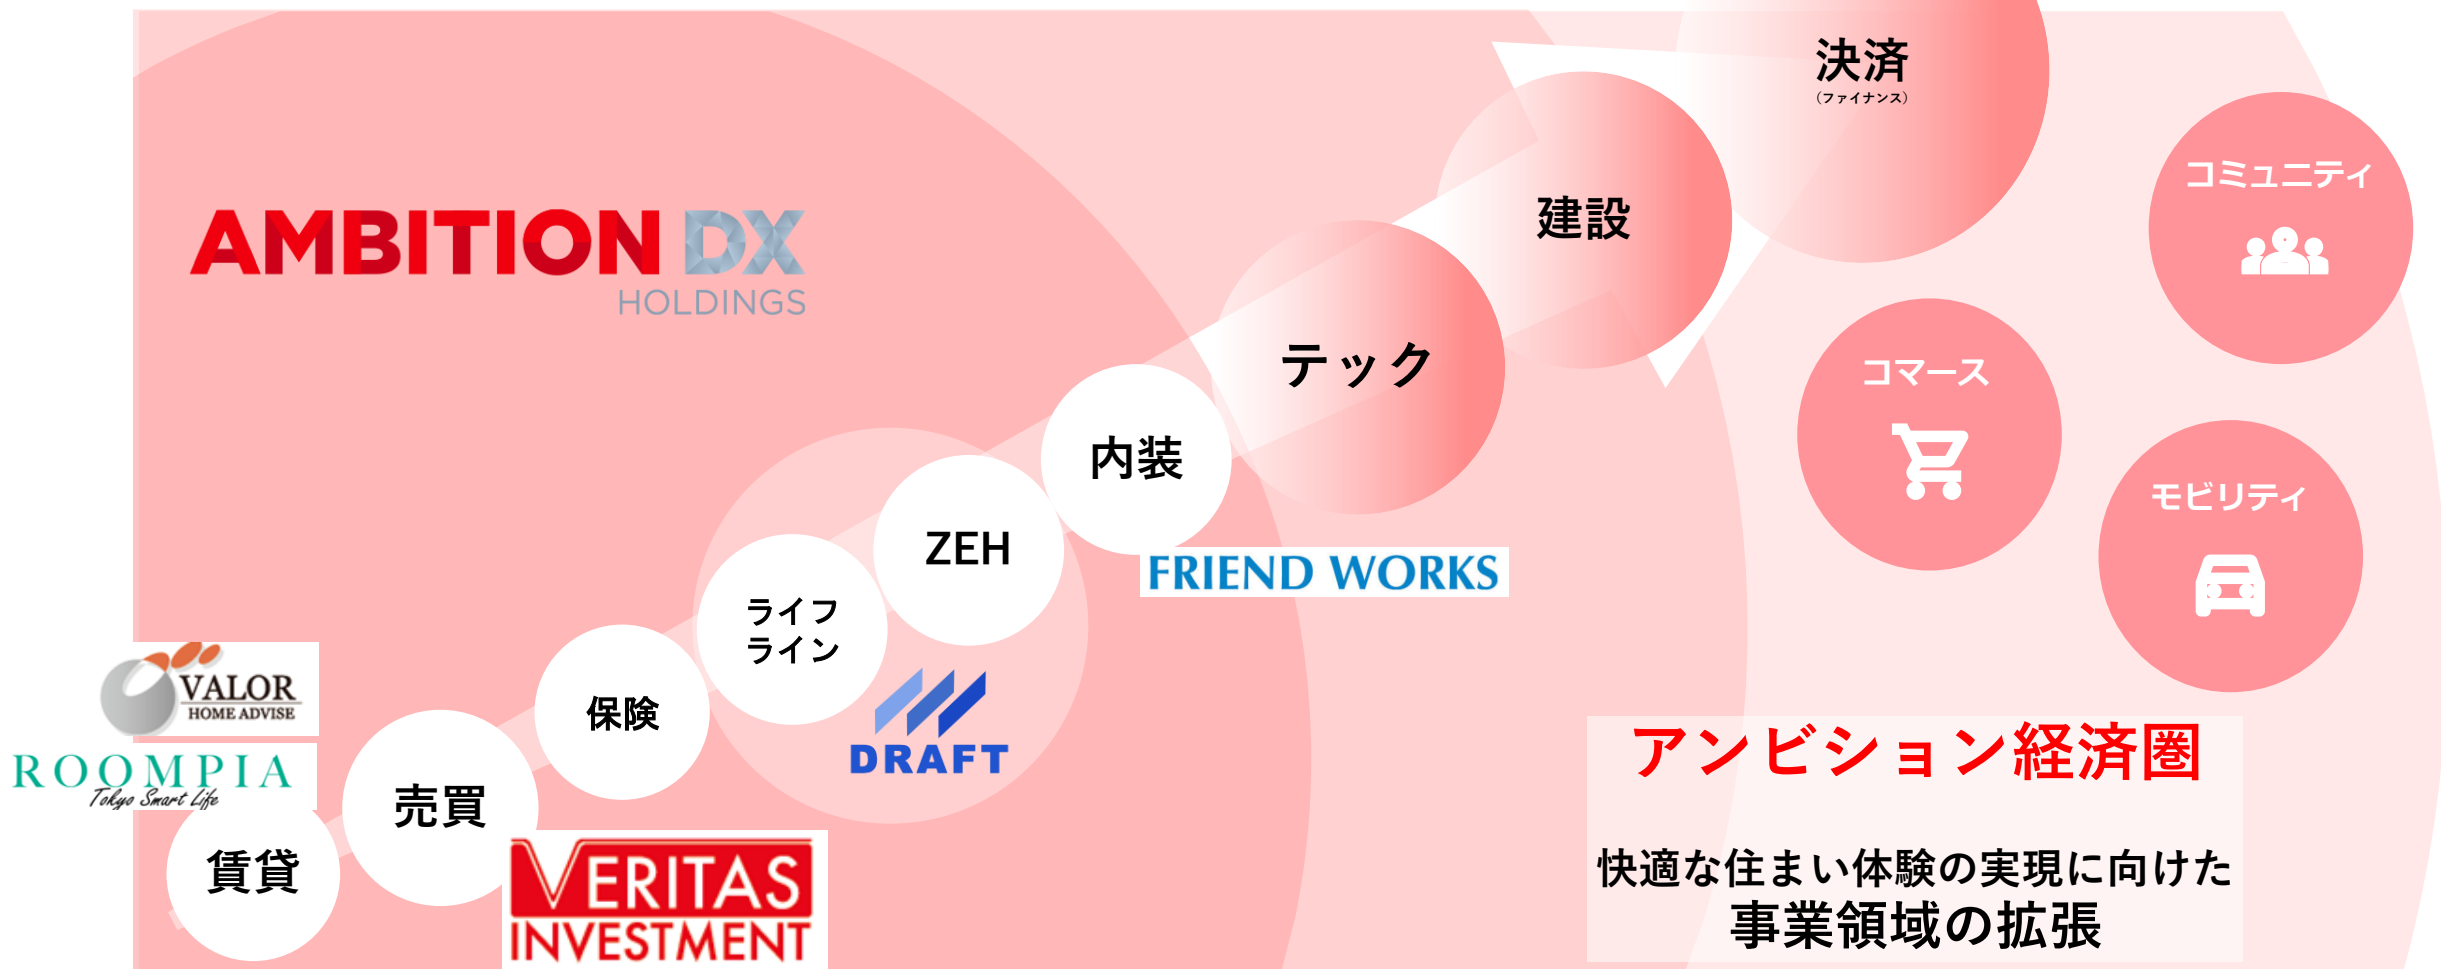 決済
（ファイナンス）
コミュニティ
建設
AMBITION DX
HOLDINGS
テック
コマース
内装
モビリティ
ZEH
FRIEND WORKS
ライフ
ライン
VALOR
HOME ADVISE
保険
DRAFT
アンビション経済圏
ROOMPIA
Tokyo Smart Life
売買
賃貸
VERITAS
INVESTMENT
快適な住まい体験の実現に向けた
事業領域の拡張